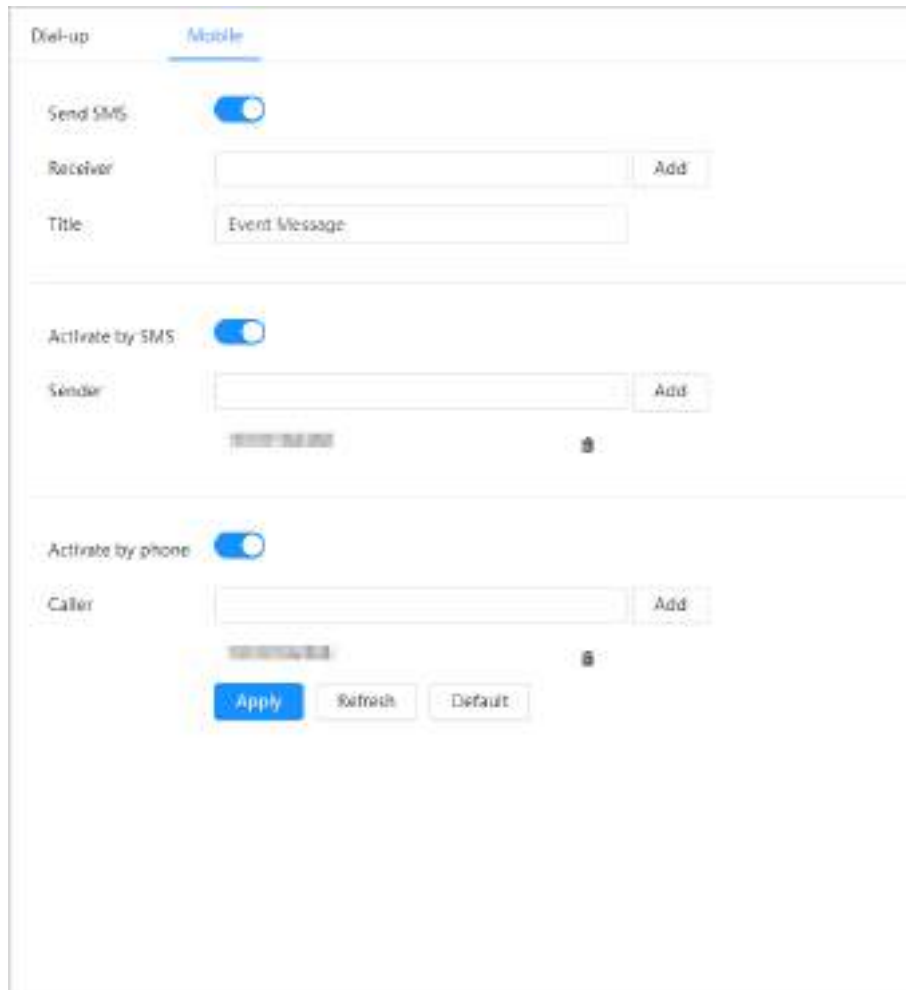 Dial-up Mobile
Send SMS
Receiver Add
Title Event Message
Activate by SMS
Sender Add
Activate by phone
Caller Add
Apply Refresh Default